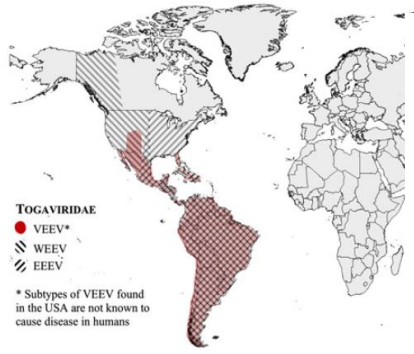 TOGAVIRIDAE
VEEV*
WEEV
EEEV
* Subtypes of VEEV found
in the USA are not known to
cause disease in humans